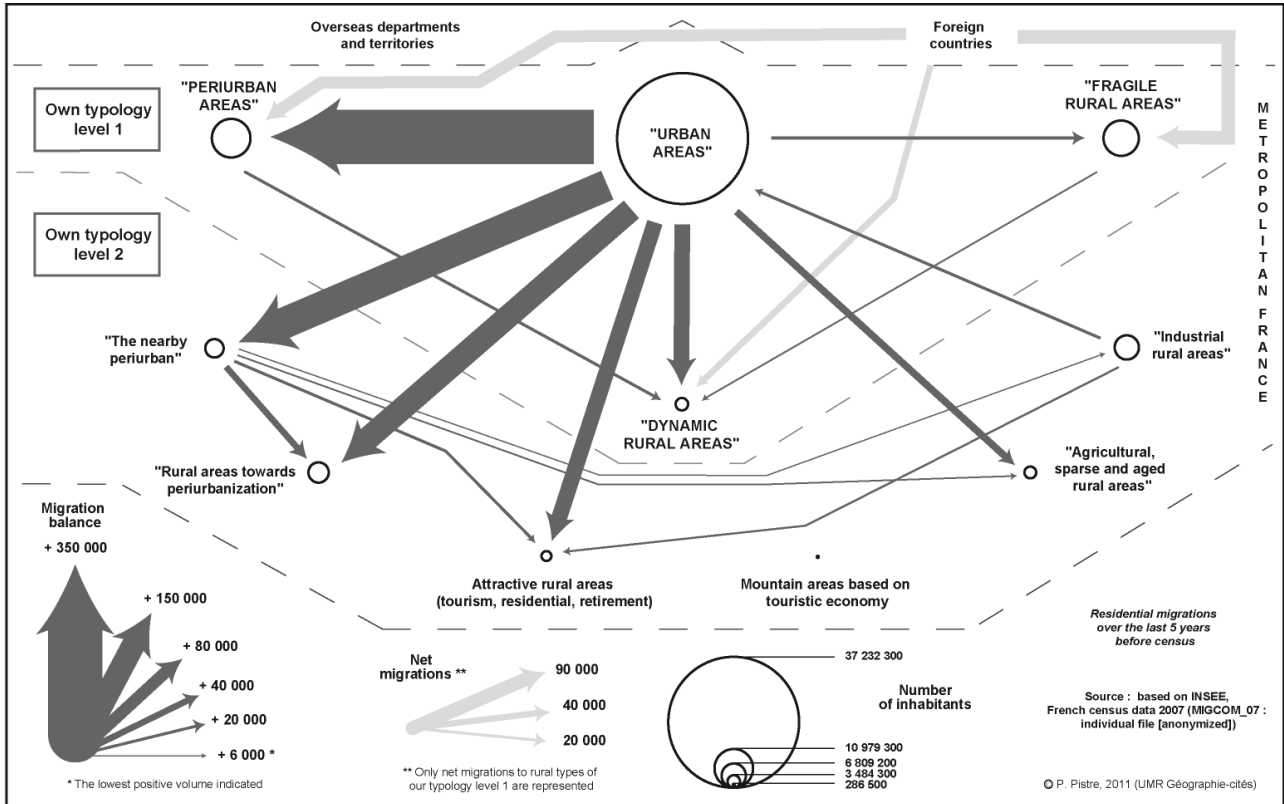 Overseas departments
and territories
Foreign
countries
Own typology
level 1
"PERIURBAN
AREAS"
"URBAN
AREAS"
"FRAGILE
RURAL AREAS"
METROPOLITAN FRANCE
Own typology
level 2
"The nearby
periurban"
"Industrial
rural areas"
"DYNAMIC
RURAL AREAS"
"Rural areas towards
periurbanization"
"Agricultural,
sparse and aged
rural areas"
Attractive rural areas
(tourism, residential, retirement)
Mountain areas based on
touristic economy
Migration
balance
+ 350 000
+ 150 000
+ 80 000
+ 40 000
+ 20 000
+ 6 000 *
* The lowest positive volume indicated
Net
migrations **
90 000
40 000
20 000
** Only net migrations to rural types of
our typology level 1 are represented
37 232 300
Number
of inhabitants
10 979 300
6 809 200
3 484 300
286 500
Residential migrations
over the last 5 years
before census
Source : based on INSEE,
French census data 2007 (MIGCOM_07 :
individual file [anonymized])
© P. Pistre, 2011 (UMR Géographie-cités)